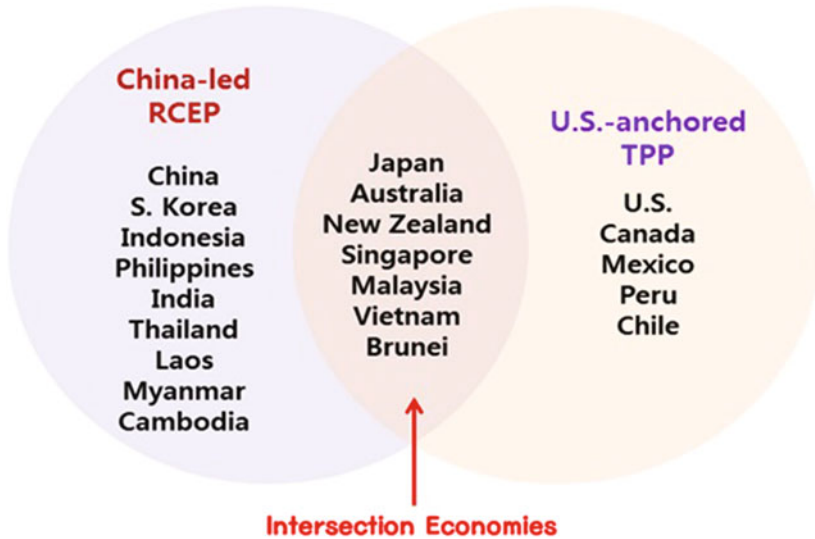 China-led
RCEP
China
S. Korea
Indonesia
Philippines
India
Thailand
Laos
Myanmar
Cambodia
Japan
Australia
New Zealand
Singapore
Malaysia
Vietnam
Brunei
U.S.-anchored
TPP
U.S.
Canada
Mexico
Peru
Chile
Intersection Economies